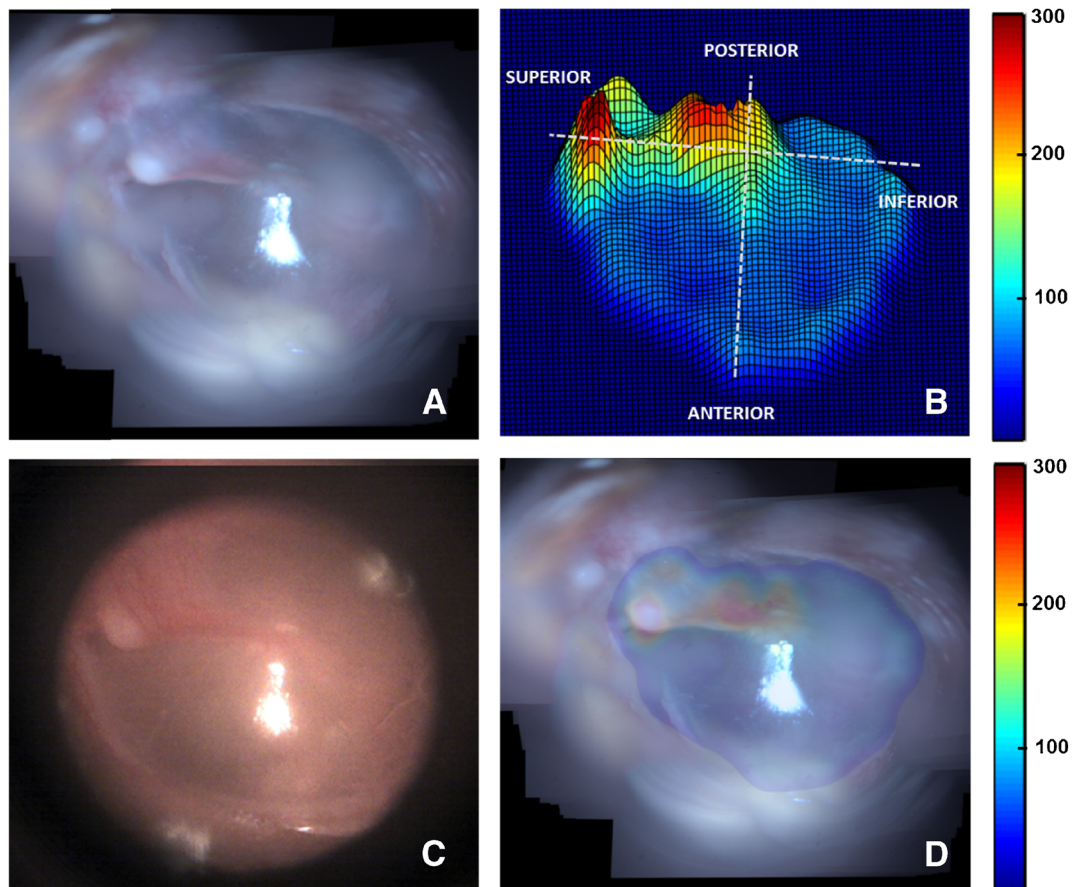 A
SUPERIOR
POSTERIOR
INFERIOR
ANTERIOR
B
300
200
100
C
D
300
200
100